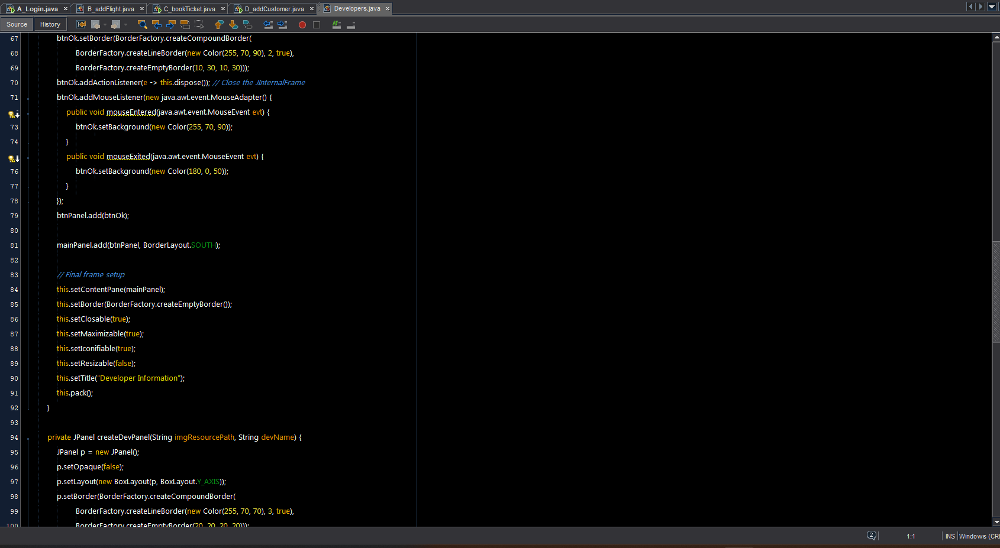 A_Login.java × B_addFlight.java × C_bookTicket.java × D_addCustomer.java × Developers.java ×
Source History
67 btnOk.setBorder(BorderFactory.createCompoundBorder(
68 BorderFactory.createLineBorder(new Color(255, 70, 90), 2, true),
69 BorderFactory.createEmptyBorder(10, 30, 10, 30)));
70 btnOk.addActionListener(e -> this.dispose()); // Close the JInternalFrame
71 btnOk.addMouseListener(new java.awt.event.MouseAdapter() {
public void mouseEntered(java.awt.event.MouseEvent evt) {
73 btnOk.setBackground(new Color(255, 70, 90));
74 }
public void mouseExited(java.awt.event.MouseEvent evt) {
76 btnOk.setBackground(new Color(180, 0, 50));
77 }
78 });
79 btnPanel.add(btnOk);
80
81 mainPanel.add(btnPanel, BorderLayout.SOUTH);
82
83 // Final frame setup
84 this.setContentPane(mainPanel);
85 this.setBorder(BorderFactory.createEmptyBorder());
86 this.setClosable(true);
87 this.setMaximizable(true);
88 this.setIconifiable(true);
89 this.setResizable(false);
90 this.setTitle("Developer Information");
91 this.pack();
92 }
93
94 private JPanel createDevPanel(String imgResourcePath, String devName) {
95 JPanel p = new JPanel();
96 p.setOpaque(false);
97 p.setLayout(new BoxLayout(p, BoxLayout.Y_AXIS));
98 p.setBorder(BorderFactory.createCompoundBorder(
99 BorderFactory.createLineBorder(new Color(255, 70, 70), 3, true),
100 BorderFactory.createEmptyBorder(20, 20, 20, 20)));
2 1:1 INS Windows (CRL